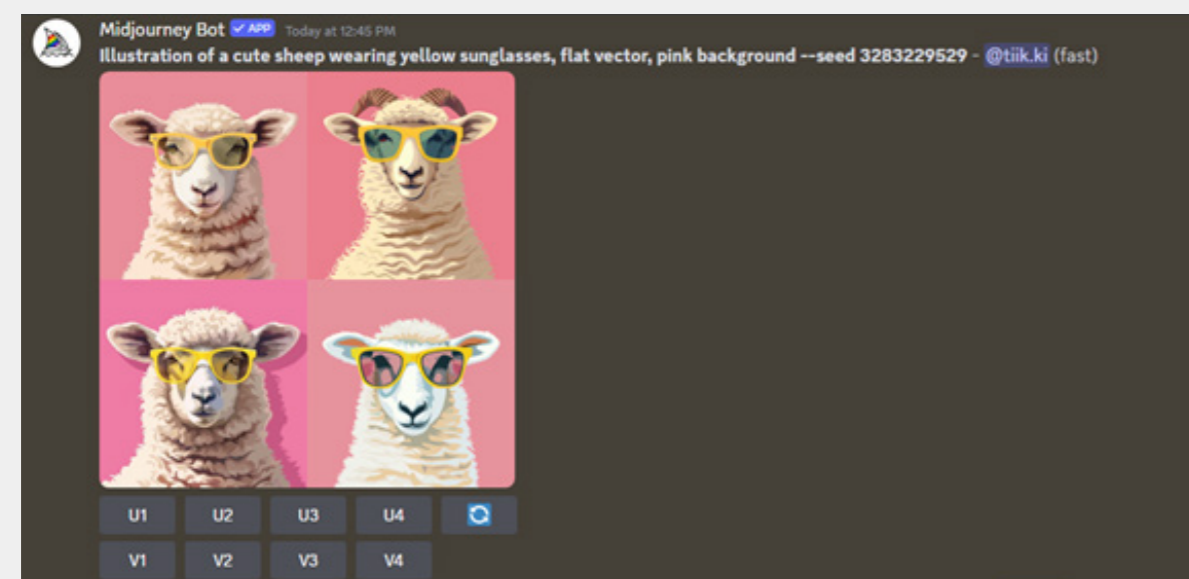 Midjourney Bot ✓ APP Today at 12:45 PM
Illustration of a cute sheep wearing yellow sunglasses, flat vector, pink background --seed 3283229529 - @tiik.ki (fast)
U1 U2 U3 U4
V1 V2 V3 V4